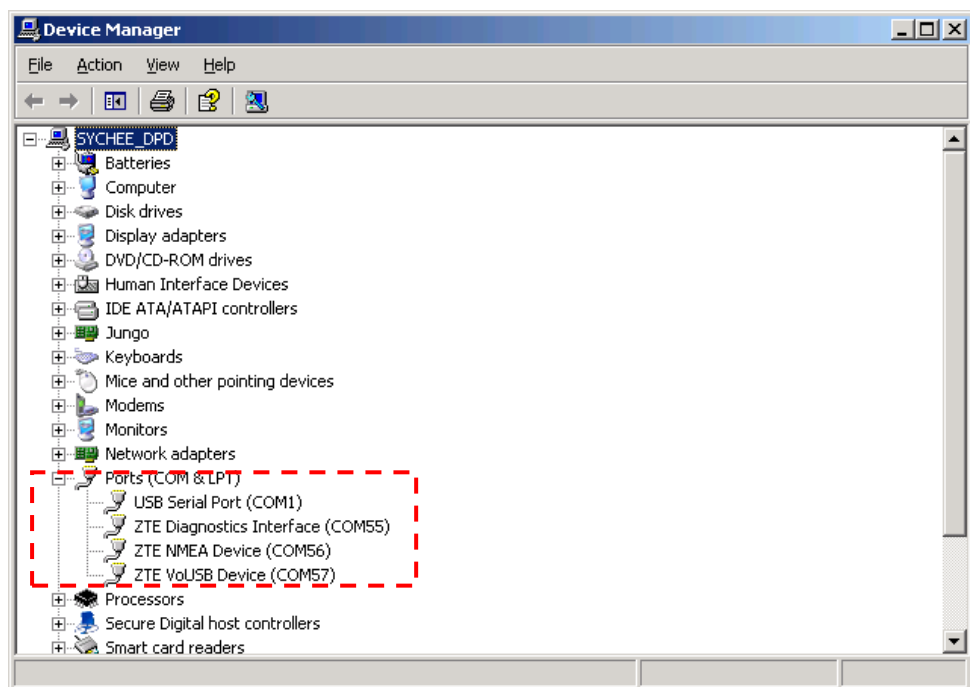 Device Manager
File Action View Help
SYCHEE_DPD
Batteries
Computer
Disk drives
Display adapters
DVD/CD-ROM drives
Human Interface Devices
IDE ATA/ATAPI controllers
Jungo
Keyboards
Mice and other pointing devices
Modems
Monitors
Network adapters
Ports (COM & LPT)
USB Serial Port (COM1)
ZTE Diagnostics Interface (COM55)
ZTE NMEA Device (COM56)
ZTE VoUSB Device (COM57)
Processors
Secure Digital host controllers
Smart card readers